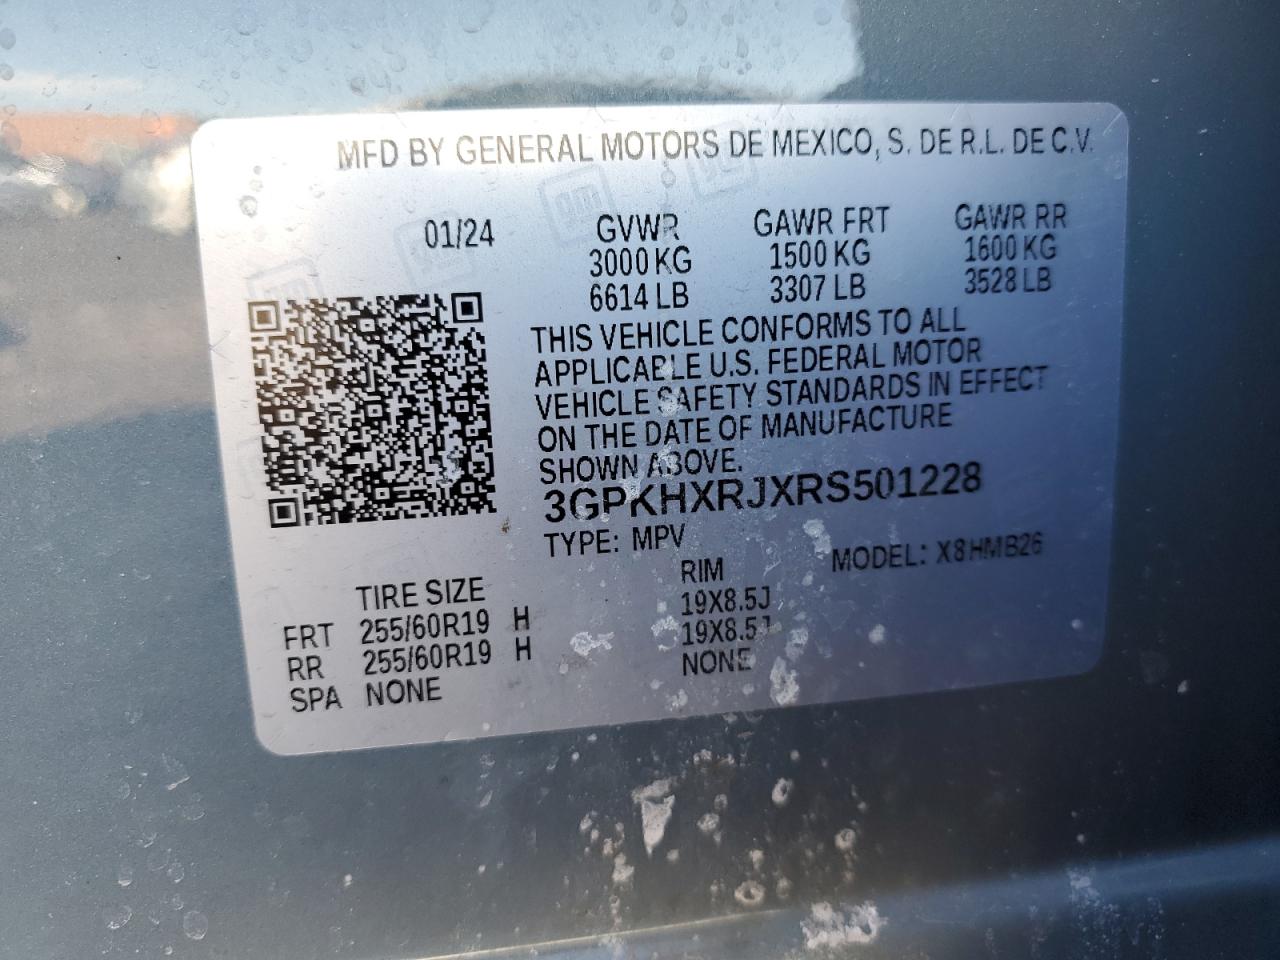 MFD BY GENERAL MOTORS DE MEXICO, S. DE R.L. DE C.V.
01/24 GVWR GAWR FRT GAWR RR
3000 KG 1500 KG 1600 KG
6614 LB 3307 LB 3528 LB
THIS VEHICLE CONFORMS TO ALL
APPLICABLE U.S. FEDERAL MOTOR
VEHICLE SAFETY STANDARDS IN EFFECT
ON THE DATE OF MANUFACTURE
SHOWN ABOVE.
3GPKHXRJXRS501228
TYPE: MPV MODEL: X8HMB26
TIRE SIZE RIM
FRT 255/60R19 H 19X8.5J
RR 255/60R19 H 19X8.5J
SPA NONE NONE